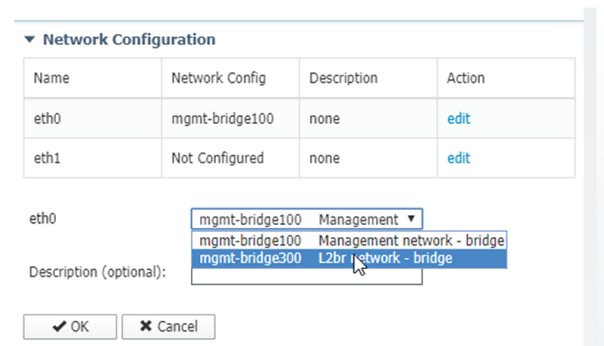 ▼ Network Configuration
Name Network Config Description Action
eth0 mgmt-bridge100 none edit
eth1 Not Configured none edit
eth0 mgmt-bridge100 Management ▼
mgmt-bridge100 Management network - bridge
mgmt-bridge300 L2br network - bridge
Description (optional):
✔ OK ✖ Cancel